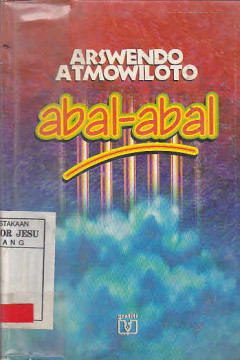 ARSWENDO
ATMOWILOTO
abal-abal
STAKAAN
OR JESU
ANG
grafiti